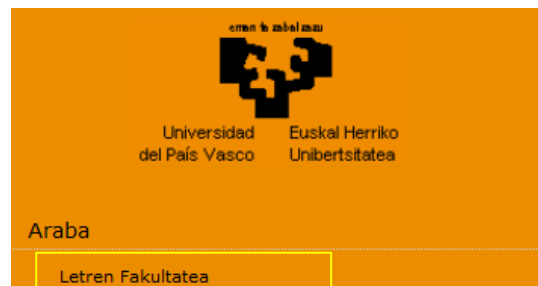 eman ta zabal zazu
Universidad Euskal Herriko
del País Vasco Unibertsitatea
Araba
Letren Fakultatea